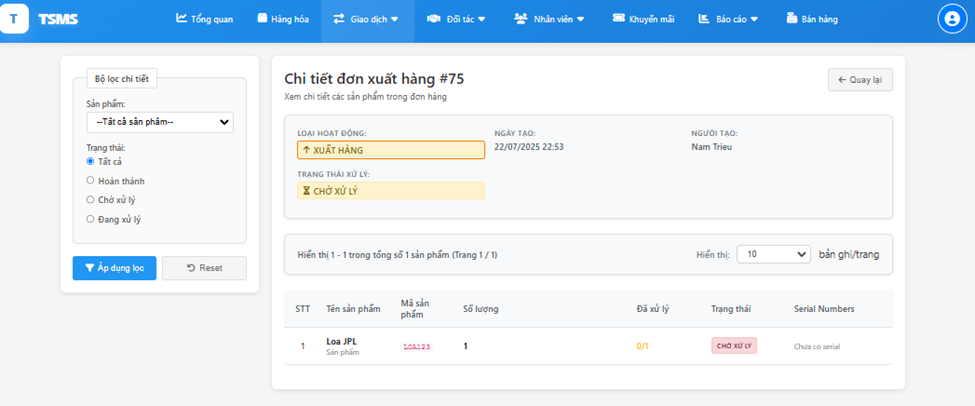 T TSMS Tổng quan Hàng hóa Giao dịch Đối tác Nhân viên Khuyến mãi Báo cáo Bán hàng
Bộ lọc chi tiết
Sản phẩm:
--Tất cả sản phẩm--
Trạng thái:
Tất cả
Hoàn thành
Chờ xử lý
Đang xử lý
Áp dụng lọc Reset
Chi tiết đơn xuất hàng #75
Xem chi tiết các sản phẩm trong đơn hàng
← Quay lại
LOẠI HOẠT ĐỘNG: NGÀY TẠO: NGƯỜI TẠO:
↑ XUẤT HÀNG 22/07/2025 22:53 Nam Trieu
TRẠNG THÁI XỬ LÝ:
CHỜ XỬ LÝ
Hiển thị 1 - 1 trong tổng số 1 sản phẩm (Trang 1 / 1) Hiển thị: 10 bản ghi/trang
STT Tên sản phẩm Mã sản phẩm Số lượng Đã xử lý Trạng thái Serial Numbers
1 Loa JPL LOA123 1 0/1 CHỜ XỬ LÝ Chưa có serial
Sản phẩm